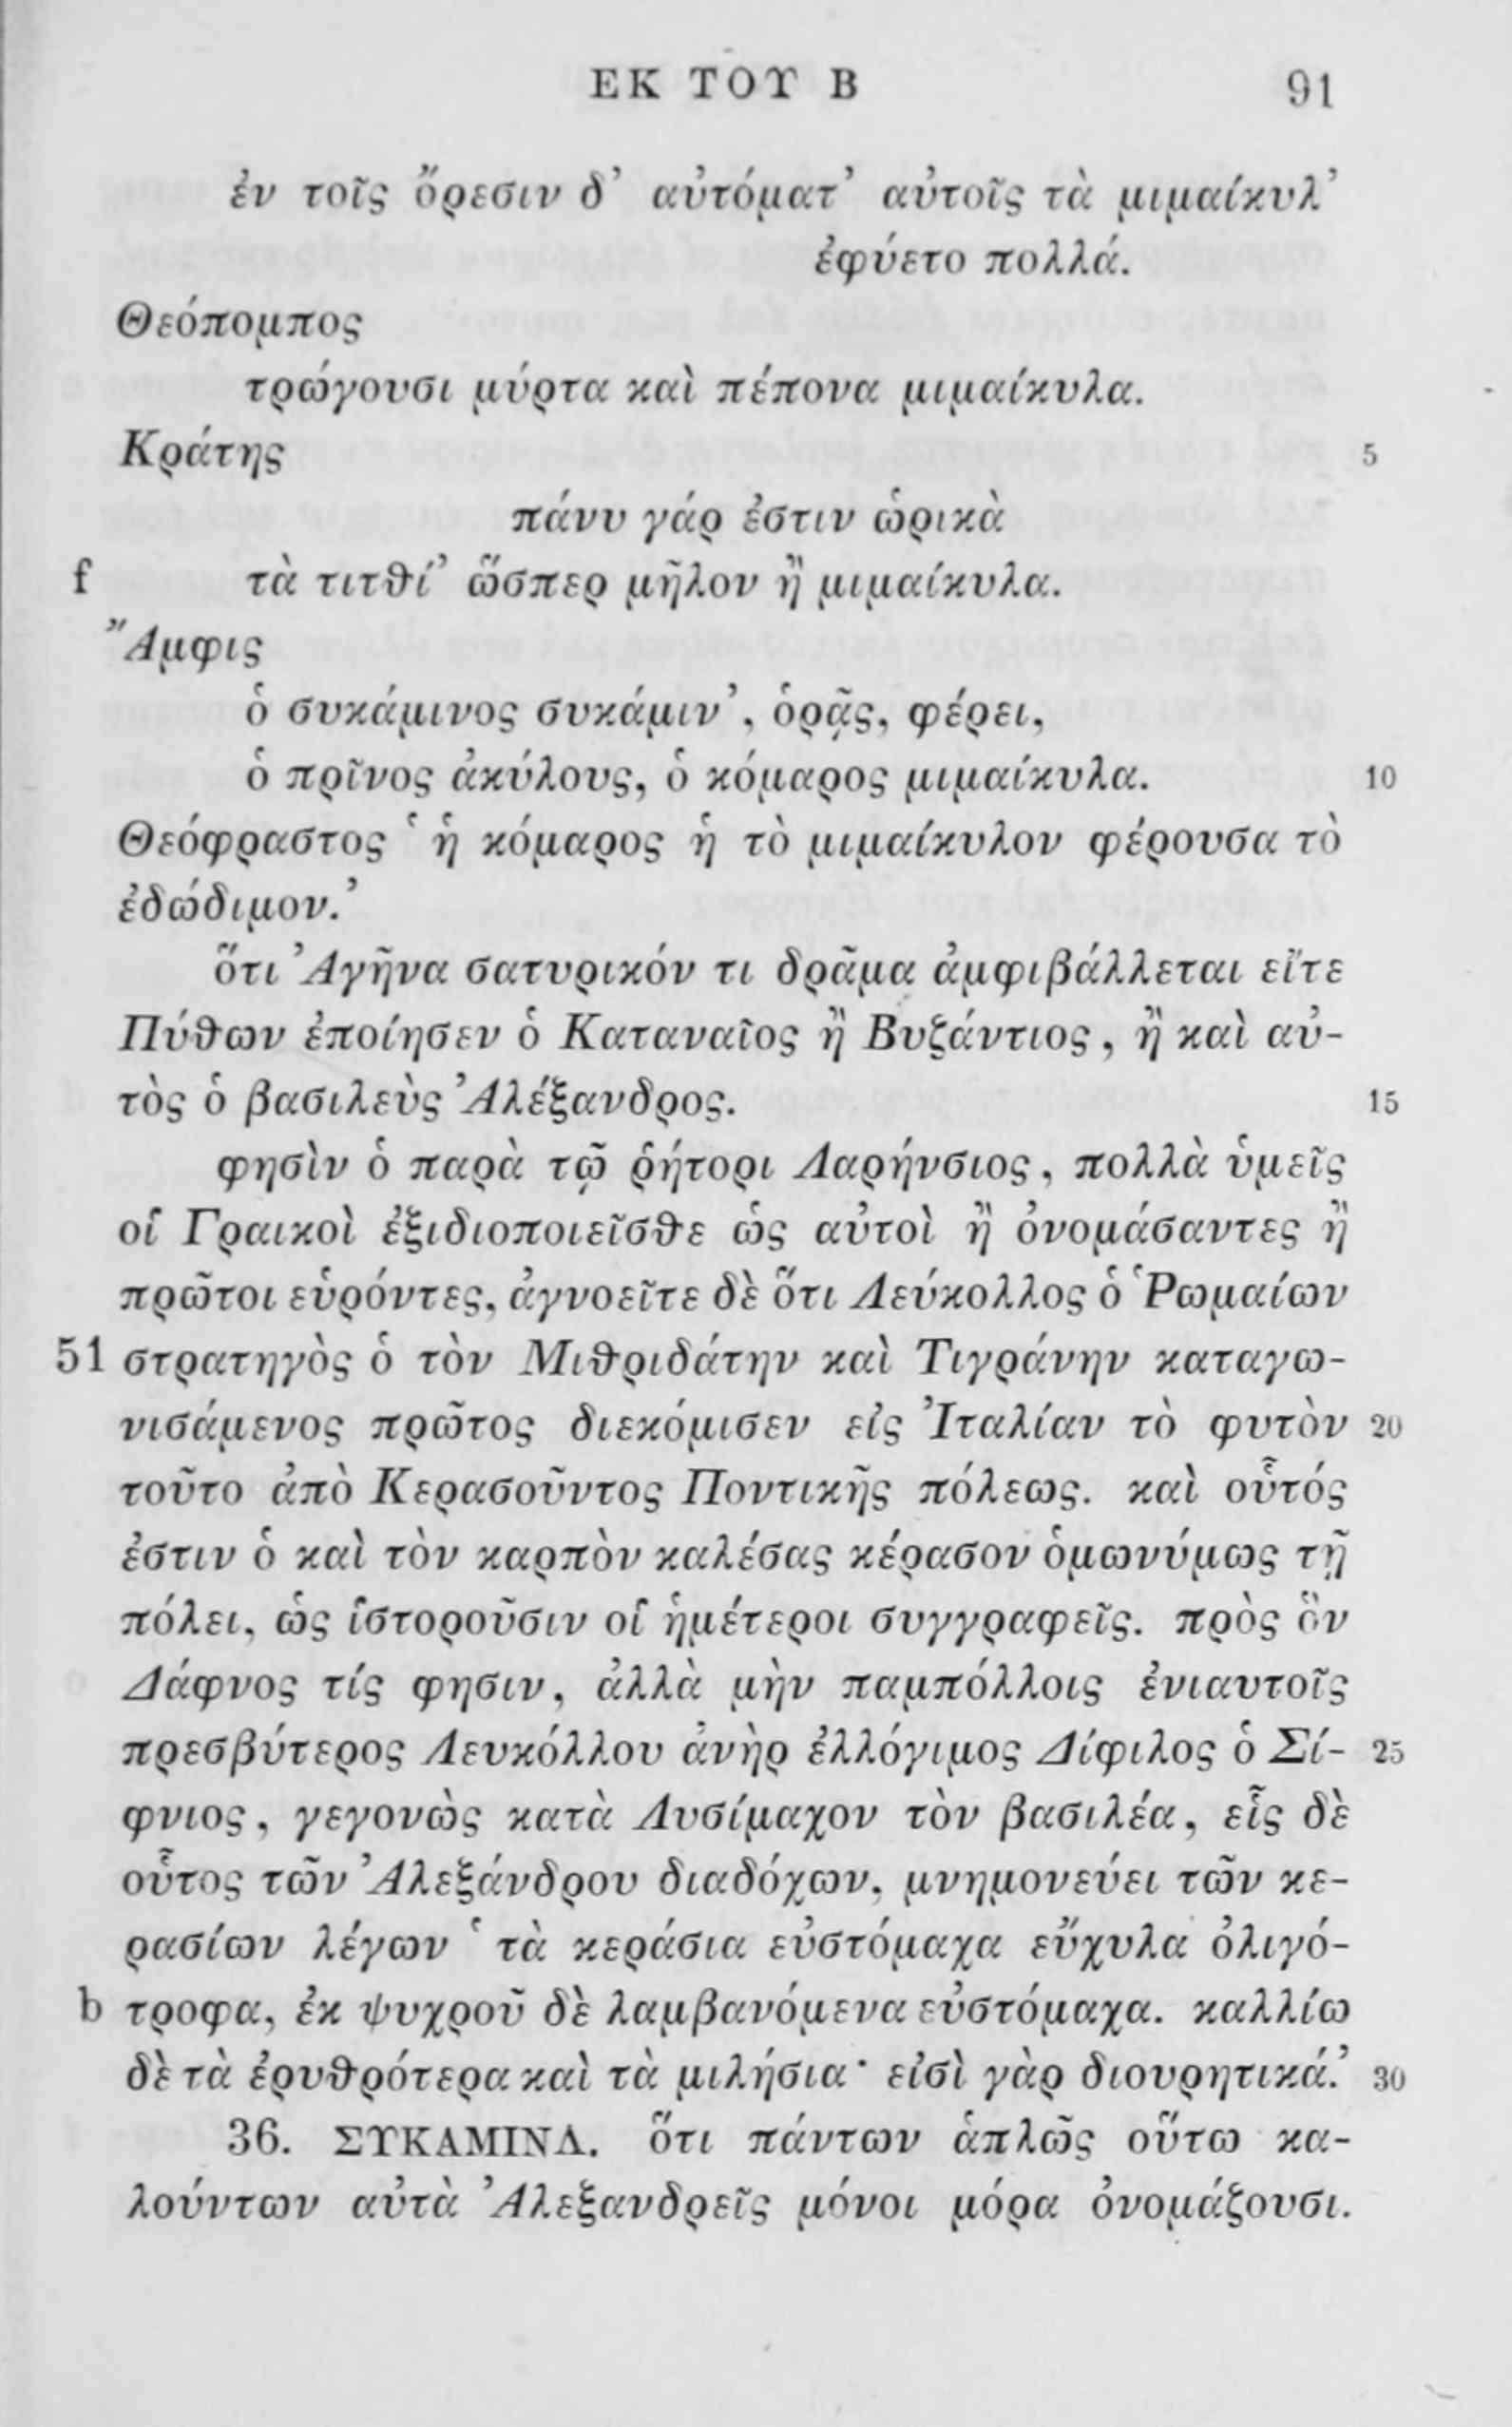 ΕΚ ΤΟΥ Β 91
ἐν τοῖς ὄρεσιν δ’ αὐτόματ’ αὐτοῖς τὰ μιμαίκυλ’
ἐφύετο πολλά.
Θεόπομπος
τρώγουσι μύρτα καὶ πέπονα μιμαίκυλα.
Κράτης 5
πάνυ γάρ ἐστιν ὡρικὰ
f τὰ τιτθί’ ὥσπερ μῆλον ἢ μιμαίκυλα.
Ἄμφις
ὁ συκάμινος συκάμιν’, ὁρᾷς, φέρει,
ὁ πρῖνος ἀκύλους, ὁ κόμαρος μιμαίκυλα. 10
Θεόφραστος ‘ἡ κόμαρος ἡ τὸ μιμαίκυλον φέρουσα τὸ
ἐδώδιμον.’
ὅτι Ἀγῆνα σατυρικόν τι δρᾶμα ἀμφιβάλλεται εἴτε
Πύθων ἐποίησεν ὁ Καταναῖος ἢ Βυζάντιος, ἢ καὶ αὐ-
τὸς ὁ βασιλεὺς Ἀλέξανδρος. 15
φησὶν ὁ παρὰ τῷ ῥήτορι Λαρήνσιος, πολλὰ ὑμεῖς
οἱ Γραικοὶ ἐξιδιοποιεῖσθε ὡς αὐτοὶ ἢ ὀνομάσαντες ἢ
πρῶτοι εὑρόντες, ἀγνοεῖτε δὲ ὅτι Λεύκολλος ὁ Ῥωμαίων
51 στρατηγὸς ὁ τὸν Μιθριδάτην καὶ Τιγράνην καταγω-
νισάμενος πρῶτος διεκόμισεν εἰς Ἰταλίαν τὸ φυτὸν 20
τοῦτο ἀπὸ Κερασοῦντος Ποντικῆς πόλεως. καὶ οὗτός
ἐστιν ὁ καὶ τὸν καρπὸν καλέσας κέρασον ὁμωνύμως τῇ
πόλει, ὡς ἱστοροῦσιν οἱ ἡμέτεροι συγγραφεῖς. πρὸς ὃν
Δάφνος τίς φησιν, ἀλλὰ μὴν παμπόλλοις ἐνιαυτοῖς
πρεσβύτερος Λευκόλλου ἀνὴρ ἐλλόγιμος Δίφιλος ὁ Σί- 25
φνιος, γεγονὼς κατὰ Λυσίμαχον τὸν βασιλέα, εἷς δὲ
οὗτος τῶν Ἀλεξάνδρου διαδόχων, μνημονεύει τῶν κε-
ρασίων λέγων ‘τὰ κεράσια εὐστόμαχα εὔχυλα ὀλιγό-
b τροφα, ἐκ ψυχροῦ δὲ λαμβανόμενα εὐστόμαχα. καλλίω
δὲ τὰ ἐρυθρότερα καὶ τὰ μιλήσια· εἰσὶ γὰρ διουρητικά.’ 30
36. ΣΥΚΑΜΙΝΑ. ὅτι πάντων ἁπλῶς οὕτω κα-
λούντων αὐτὰ Ἀλεξανδρεῖς μόνοι μόρα ὀνομάζουσι.